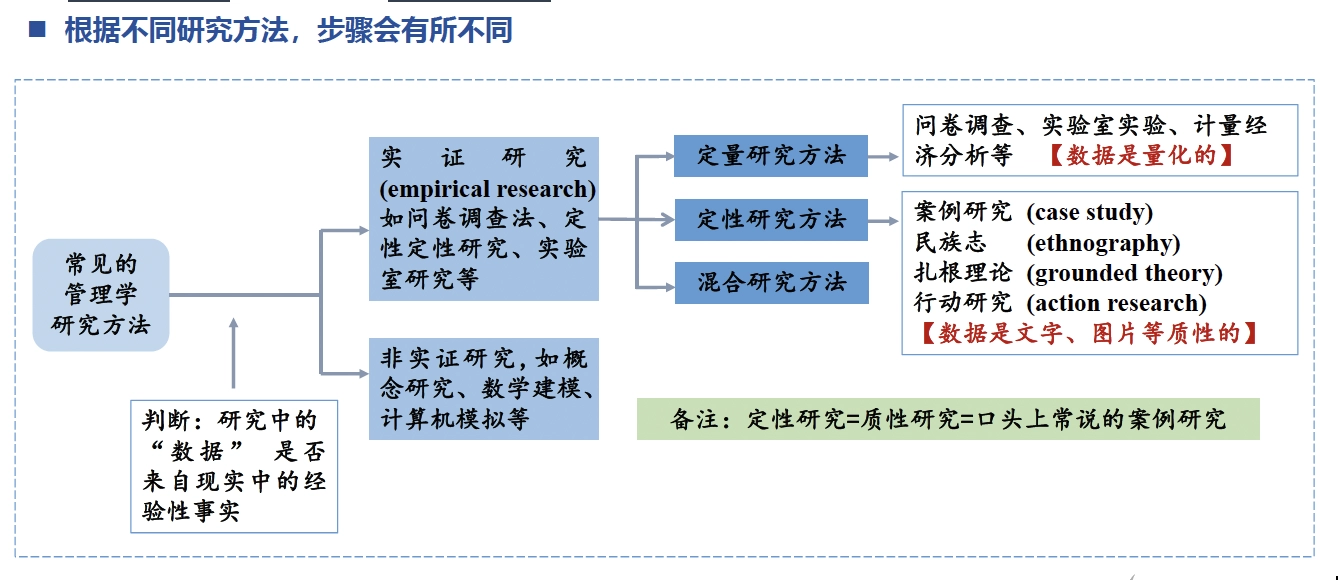 ■ 根据不同研究方法，步骤会有所不同
常见的
管理学
研究方法
判断：研究中的
“数据” 是否
来自现实中的经
验性事实
实证研究
(empirical research)
如问卷调查法、定
性定性研究、实验
室研究等
非实证研究，如概
念研究、数学建模、
计算机模拟等
定量研究方法
定性研究方法
混合研究方法
问卷调查、实验室实验、计量经
济分析等 【数据是量化的】
案例研究 (case study)
民族志 (ethnography)
扎根理论 (grounded theory)
行动研究 (action research)
【数据是文字、图片等质性的】
备注：定性研究=质性研究=口头上常说的案例研究